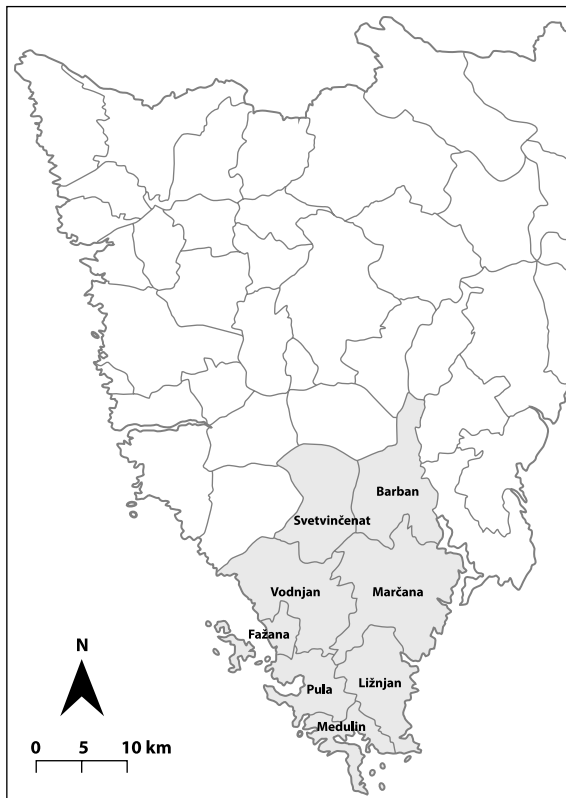 Barban
Svetvinčenat
Vodnjan
Marčana
Fažana
N
Pula
Ližnjan
Medulin
0 5 10 km